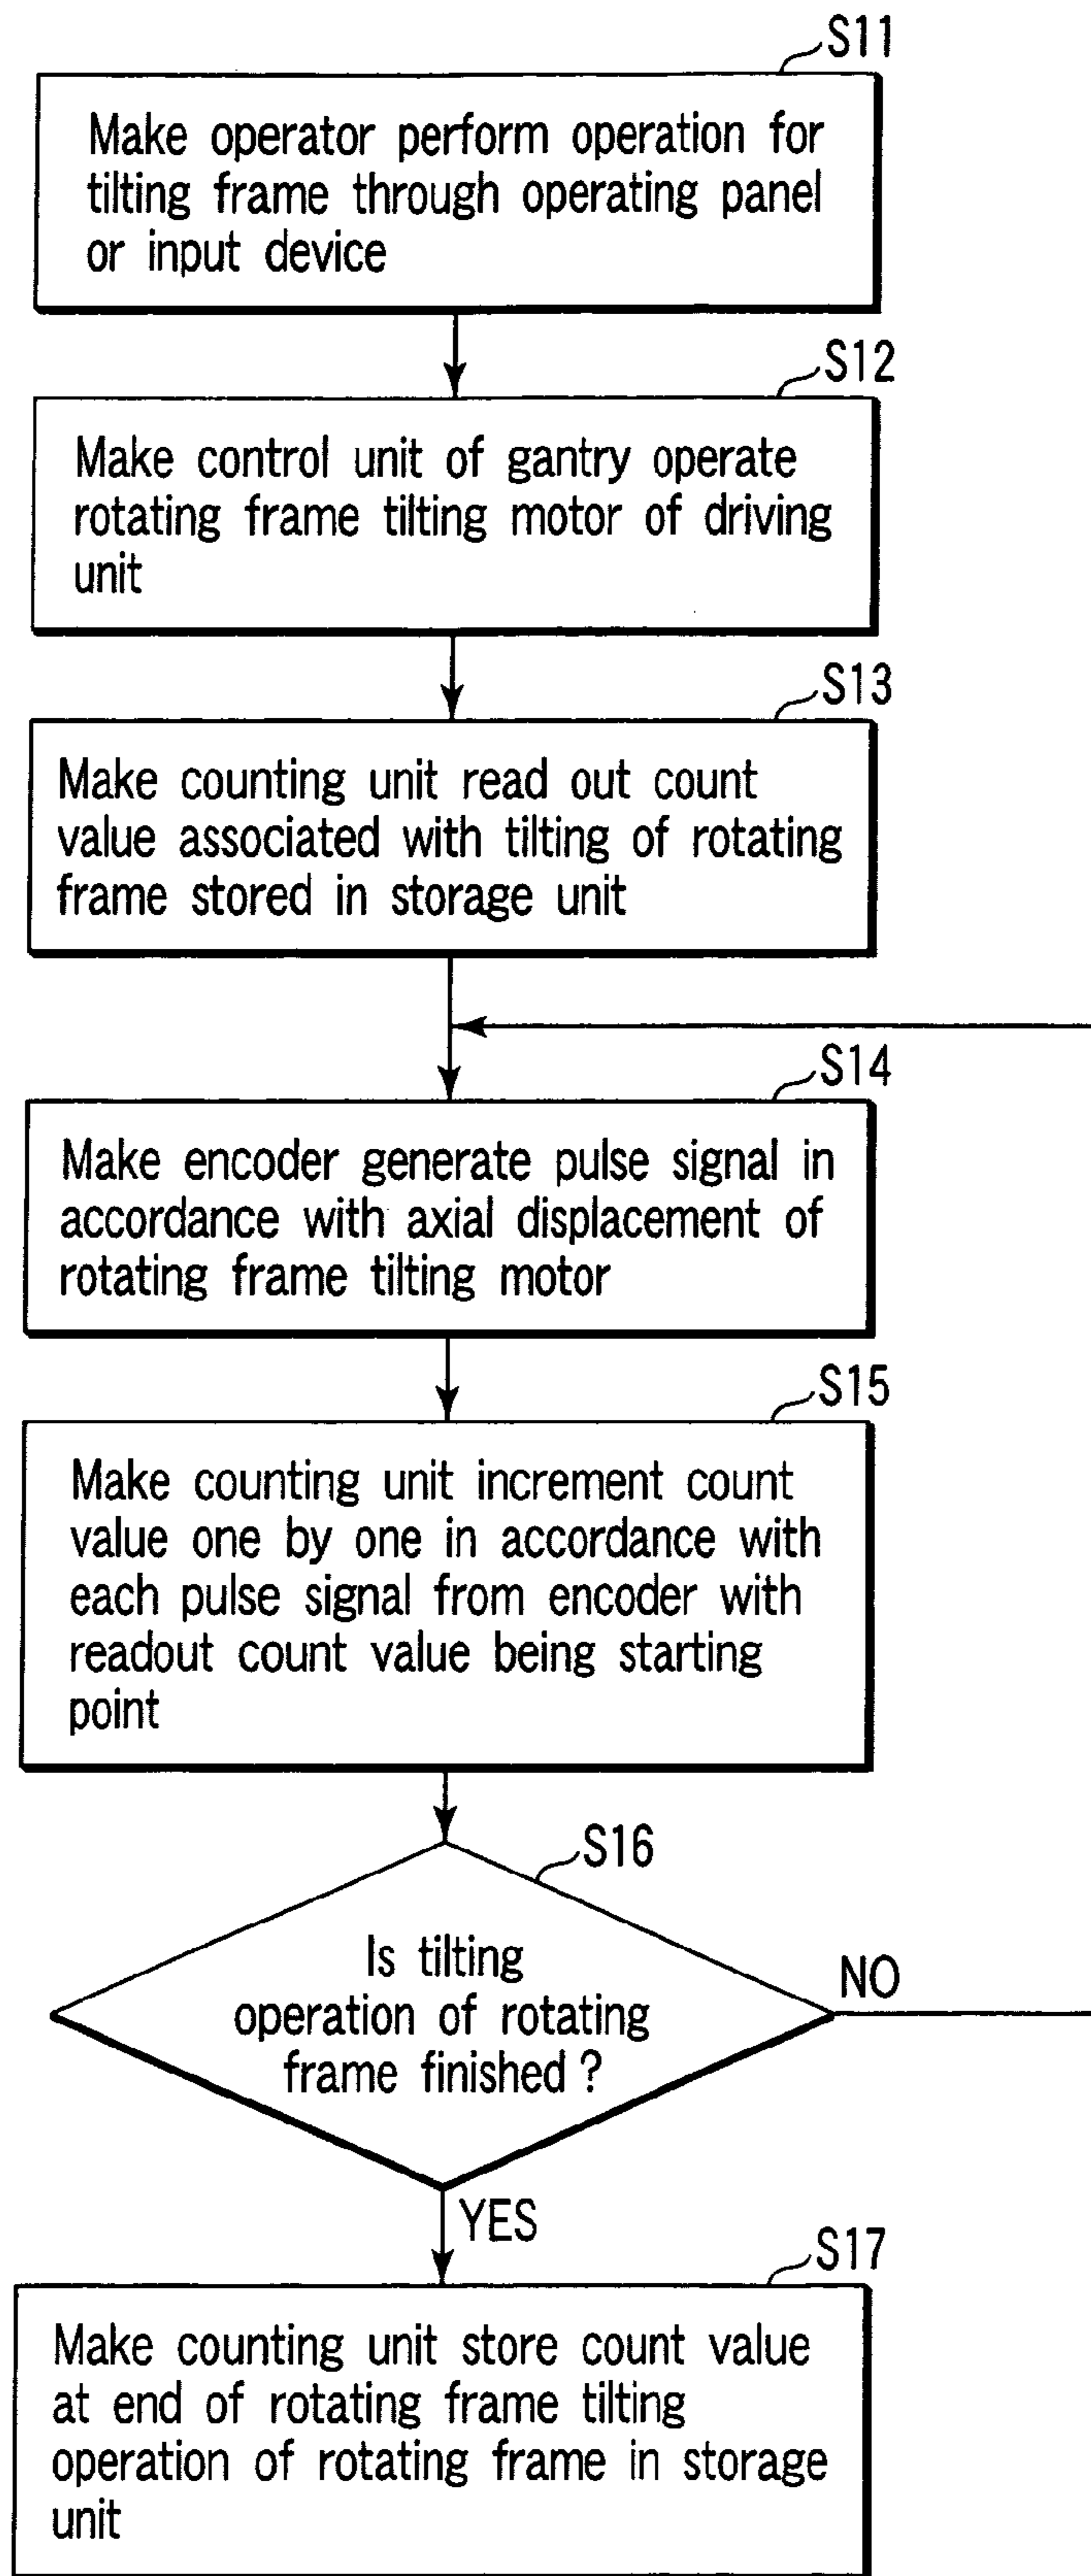 S11
Make operator perform operation for
tilting frame through operating panel
or input device
S12
Make control unit of gantry operate
rotating frame tilting motor of driving
unit
S13
Make counting unit read out count
value associated with tilting of rotating
frame stored in storage unit
S14
Make encoder generate pulse signal in
accordance with axial displacement of
rotating frame tilting motor
S15
Make counting unit increment count
value one by one in accordance with
each pulse signal from encoder with
readout count value being starting
point
S16
Is tilting
operation of rotating
frame finished ?
NO
YES
S17
Make counting unit store count value
at end of rotating frame tilting
operation of rotating frame in storage
unit